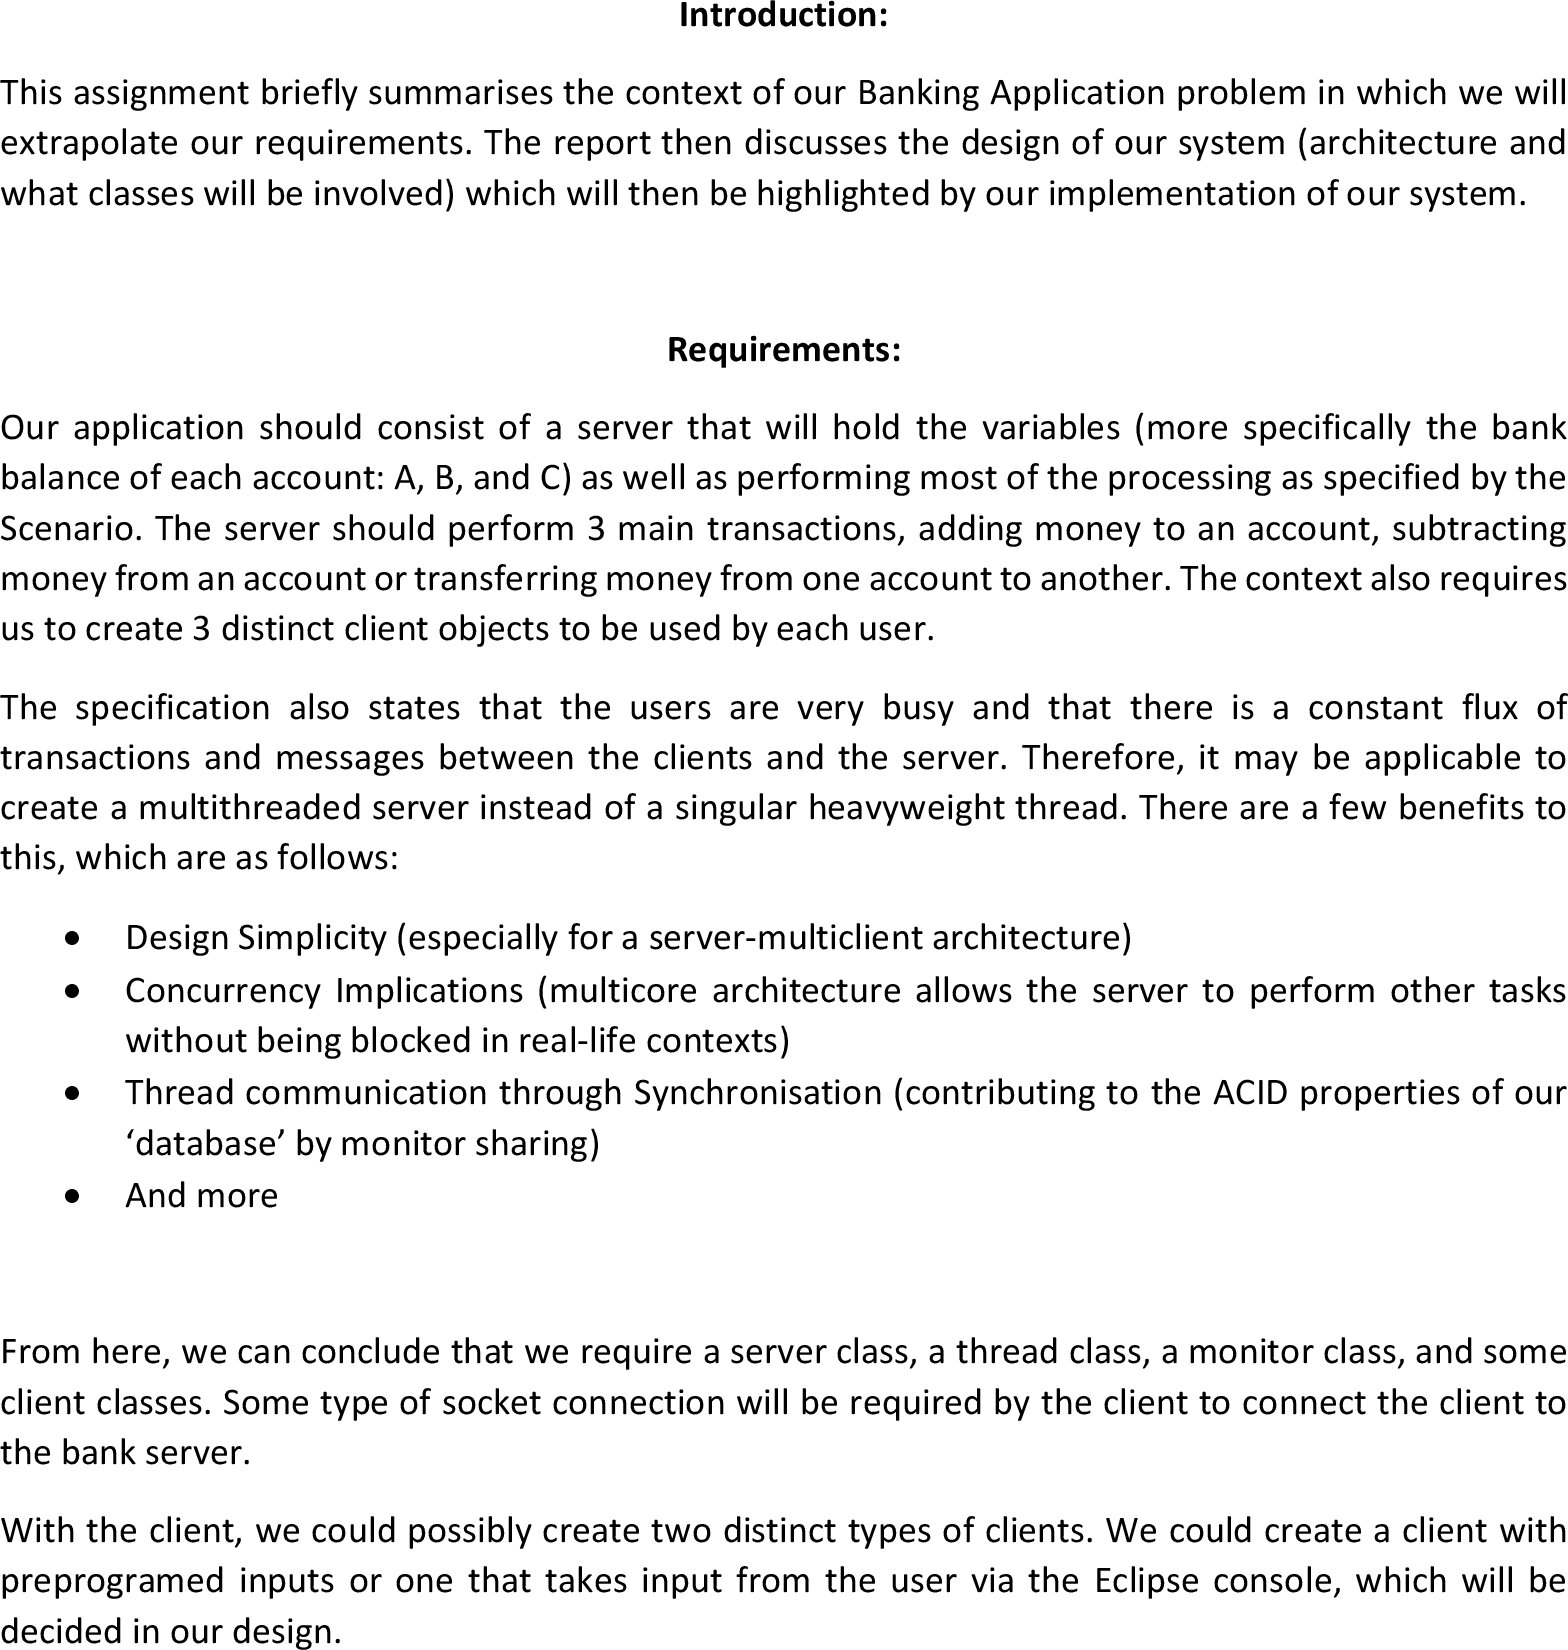 Introduction:
This assignment briefly summarises the context of our Banking Application problem in which we will
extrapolate our requirements. The report then discusses the design of our system (architecture and
what classes will be involved) which will then be highlighted by our implementation of our system.
Requirements:
Our application should consist of a server that will hold the variables (more specifically the bank
balance of each account: A, B, and C) as well as performing most of the processing as specified by the
Scenario. The server should perform 3 main transactions, adding money to an account, subtracting
money from an account or transferring money from one account to another. The context also requires
us to create 3 distinct client objects to be used by each user.
The specification also states that the users are very busy and that there is a constant flux of
transactions and messages between the clients and the server. Therefore, it may be applicable to
create a multithreaded server instead of a singular heavyweight thread. There are a few benefits to
this, which are as follows:
• Design Simplicity (especially for a server-multiclient architecture)
• Concurrency Implications (multicore architecture allows the server to perform other tasks
without being blocked in real-life contexts)
• Thread communication through Synchronisation (contributing to the ACID properties of our
‘database’ by monitor sharing)
• And more
From here, we can conclude that we require a server class, a thread class, a monitor class, and some
client classes. Some type of socket connection will be required by the client to connect the client to
the bank server.
With the client, we could possibly create two distinct types of clients. We could create a client with
preprogramed inputs or one that takes input from the user via the Eclipse console, which will be
decided in our design.